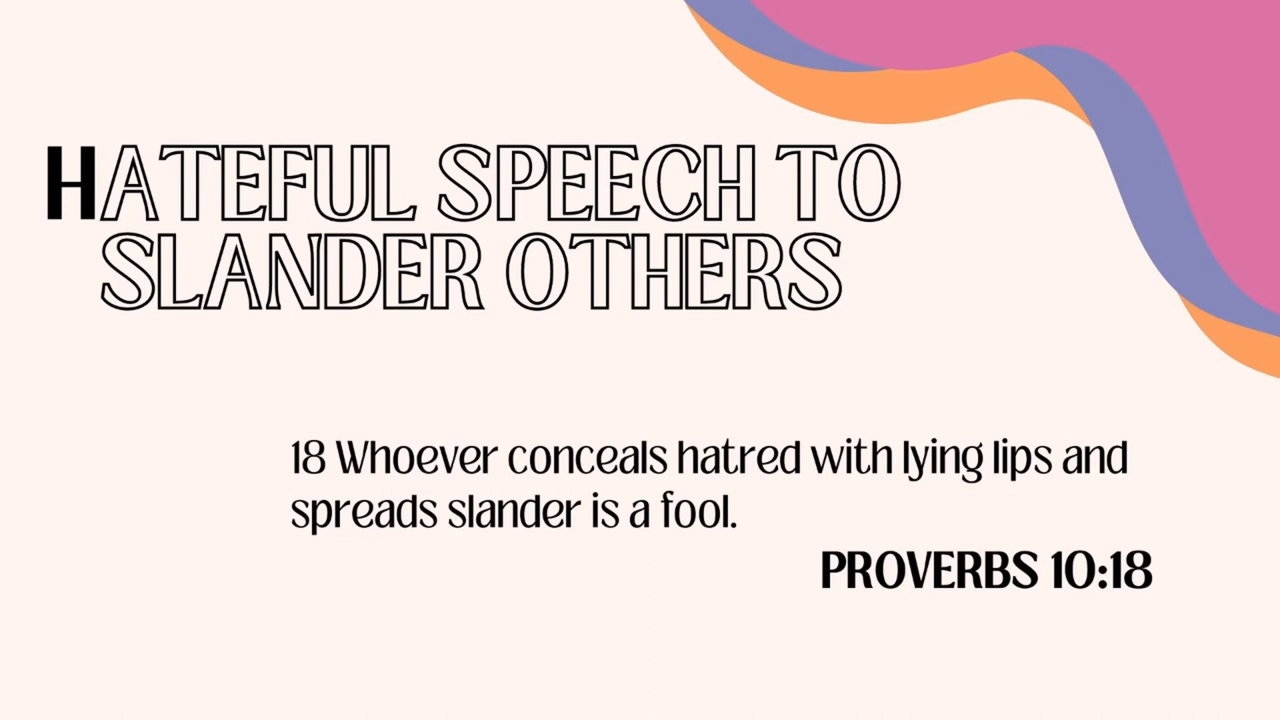 HATEFUL SPEECH TO
SLANDER OTHERS
18 Whoever conceals hatred with lying lips and
spreads slander is a fool.
PROVERBS 10:18